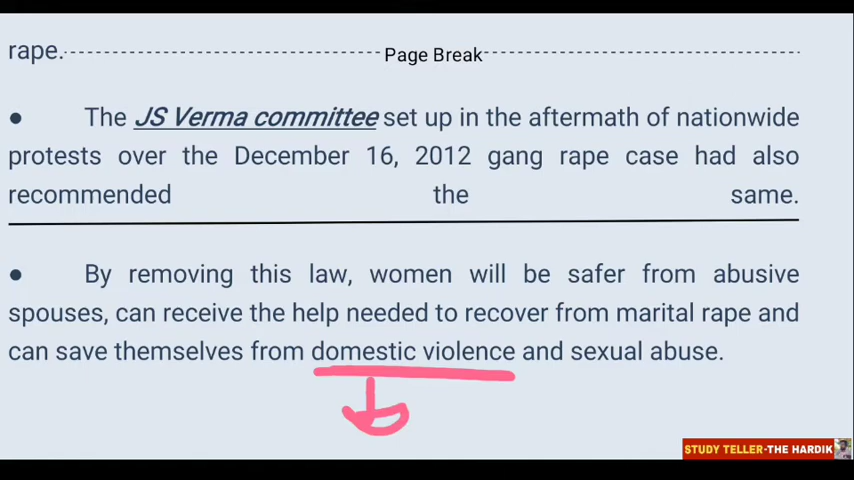 rape.
Page Break
● The JS Verma committee set up in the aftermath of nationwide
protests over the December 16, 2012 gang rape case had also
recommended the same.
● By removing this law, women will be safer from abusive
spouses, can receive the help needed to recover from marital rape and
can save themselves from domestic violence and sexual abuse.
STUDY TELLER-THE HARDIK